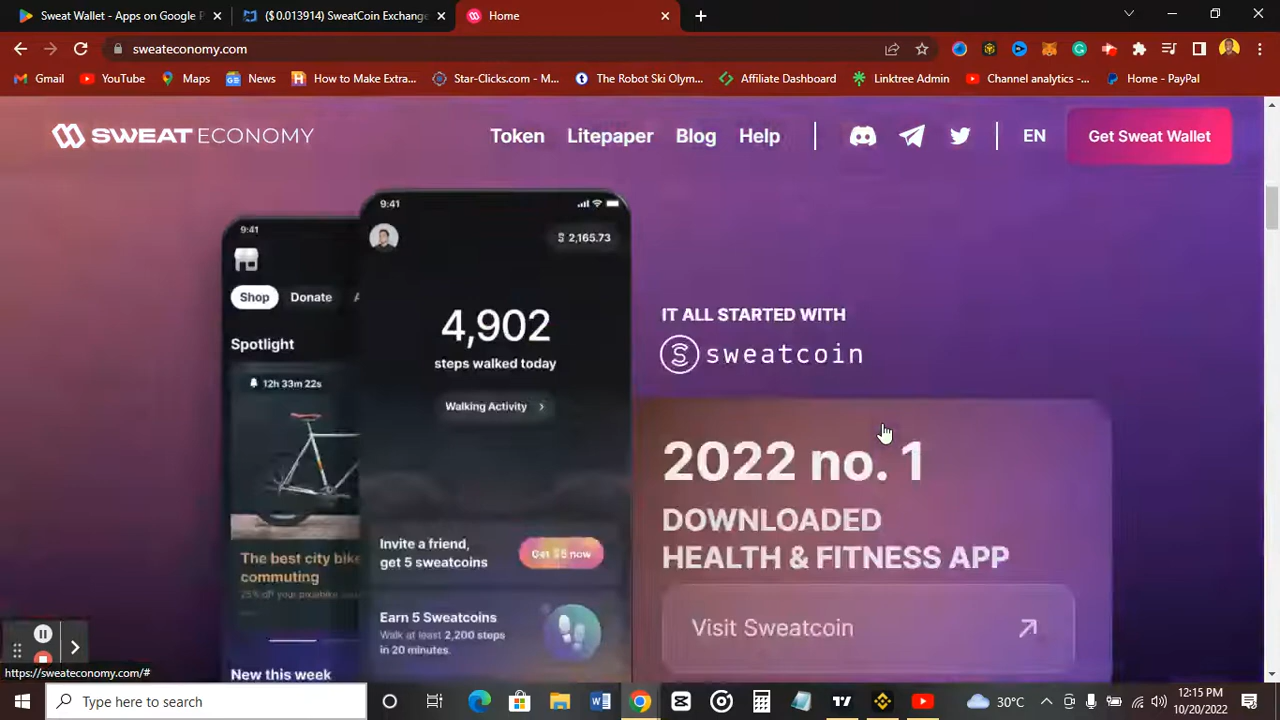 Sweat Wallet - Apps on Google P
($ 0.013914) SweatCoin Exchange
Home
sweateconomy.com
Gmail
YouTube
Maps
News
How to Make Extra...
Star-Clicks.com - M...
The Robot Ski Olym...
Affiliate Dashboard
Linktree Admin
Channel analytics -...
Home - PayPal
SWEAT ECONOMY
Token
Litepaper
Blog
Help
EN
Get Sweat Wallet
9:41
9:41
2,165.73
Shop
Donate
4,902
steps walked today
Spotlight
12h 33m 22s
Walking Activity
IT ALL STARTED WITH
sweatcoin
2022 no. 1
DOWNLOADED
HEALTH & FITNESS APP
Visit Sweatcoin
The best city bike
commuting
Invite a friend,
get 5 sweatcoins
Get 5 now
Earn 5 Sweatcoins
Walk at least 2,200 steps
in 20 minutes.
New this week
https://sweateconomy.com/#
Type here to search
30°C
12:15 PM
10/20/2022